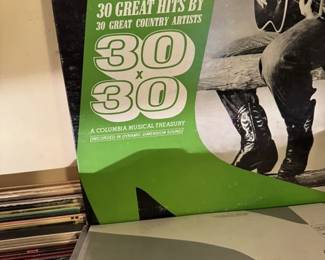 30 GREAT HITS BY
30 GREAT COUNTRY ARTISTS
30
x
30
A COLUMBIA MUSICAL TREASURY
RECORDED IN DYNAMIC DIMENSION SOUND